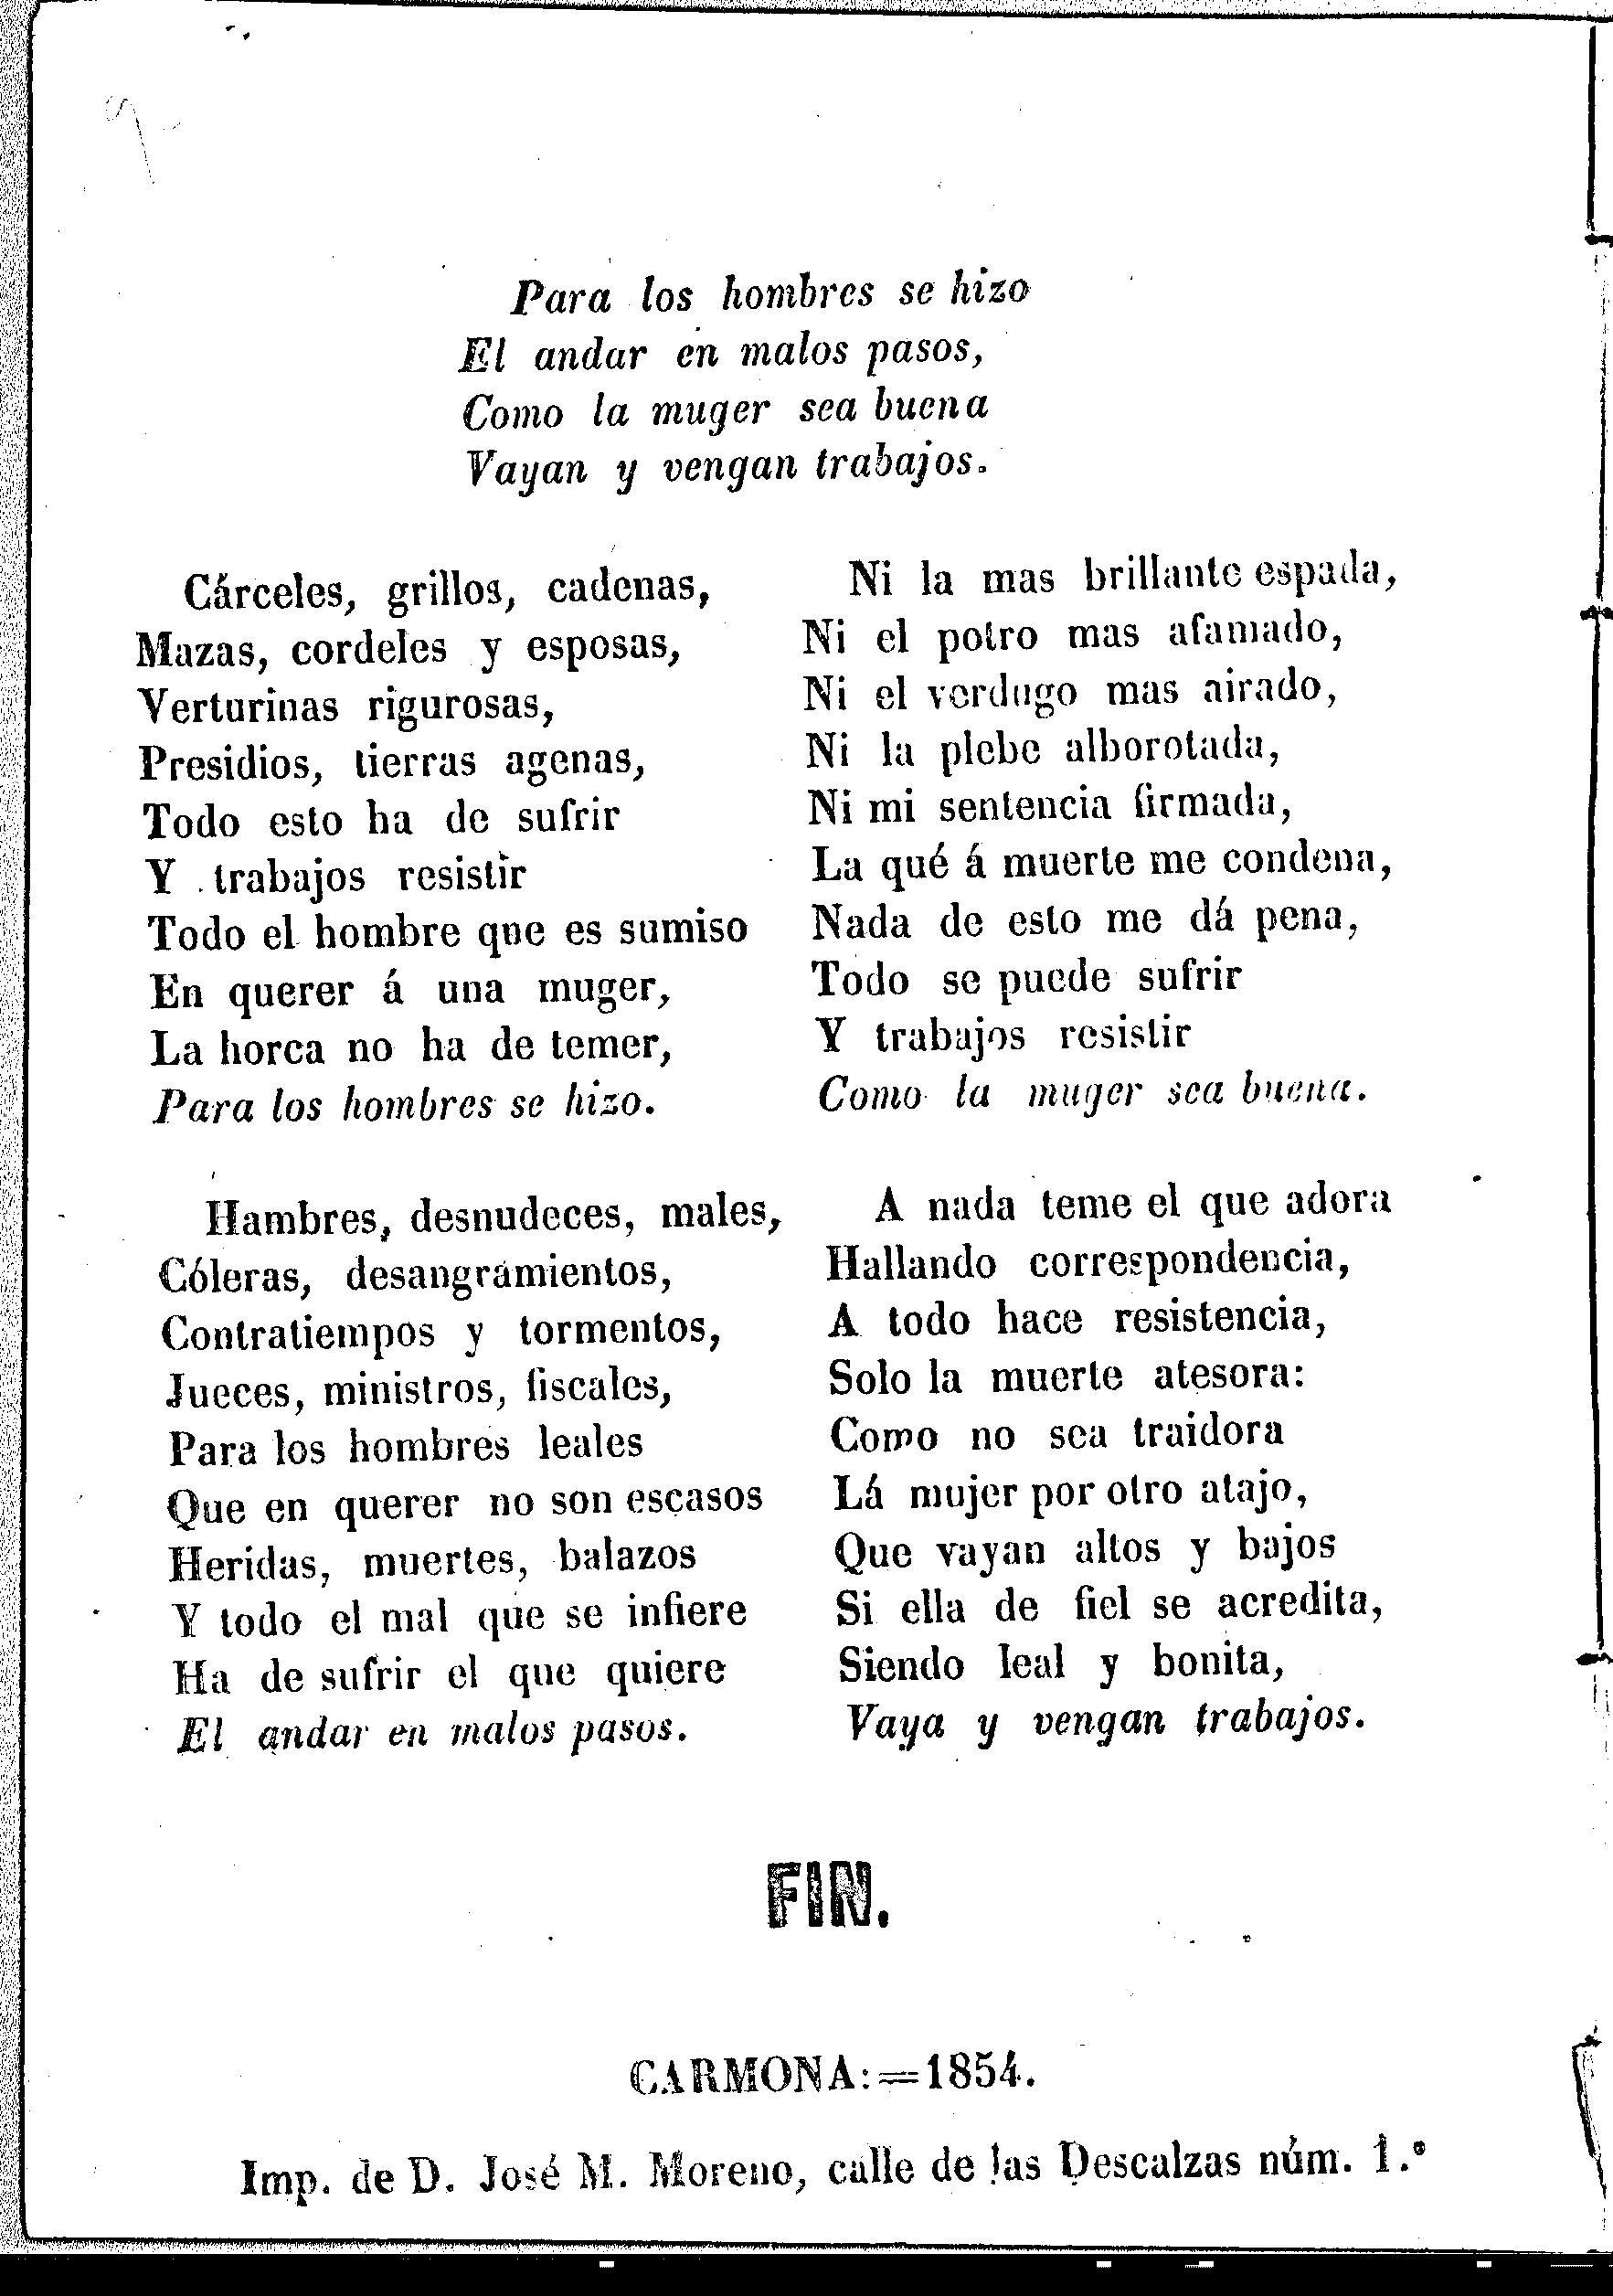 Para los hombres se hizo
El andar en malos pasos,
Como la muger sea buena
Vayan y vengan trabajos.
Cárceles, grillos, cadenas,
Mazas, cordeles y esposas,
Verturinas rigurosas,
Presidios, tierras agenas,
Todo esto ha de sufrir
Y trabajos resistir
Todo el hombre que es sumiso
En querer á una muger,
La horca no ha de temer,
Para los hombres se hizo.
Hambres, desnudeces, males,
Cóleras, desangramientos,
Contratiempos y tormentos,
Jueces, ministros, fiscales,
Para los hombres leales
Que en querer no son escasos
Heridas, muertes, balazos
Y todo el mal que se infiere
Ha de sufrir el que quiere
El andar en malos pasos.
Ni la mas brillante espada,
Ni el potro mas afamado,
Ni el verdugo mas airado,
Ni la plebe alborotada,
Ni mi sentencia firmada,
La qué á muerte me condena,
Nada de esto me dá pena,
Todo se puede sufrir
Y trabajos resistir
Como la muger sea buena.
A nada teme el que adora
Hallando correspondencia,
A todo hace resistencia,
Solo la muerte atesora:
Como no sea traidora
Lá mujer por otro atajo,
Que vayan altos y bajos
Si ella de fiel se acredita,
Siendo leal y bonita,
Vaya y vengan trabajos.
FIN.
CARMONA:=1854.
Imp. de D. José M. Moreno, calle de las Descalzas núm. 1.°